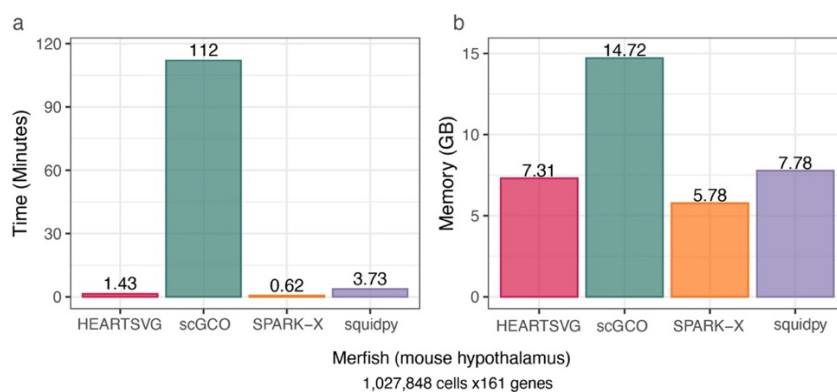 a
Time (Minutes)
120
90
60
30
0
1.43
112
0.62
3.73
HEARTSVG scGCO SPARK−X squidpy
b
Memory (GB)
15
10
5
0
7.31
14.72
5.78
7.78
HEARTSVG scGCO SPARK−X squidpy
Merfish (mouse hypothalamus)
1,027,848 cells x161 genes